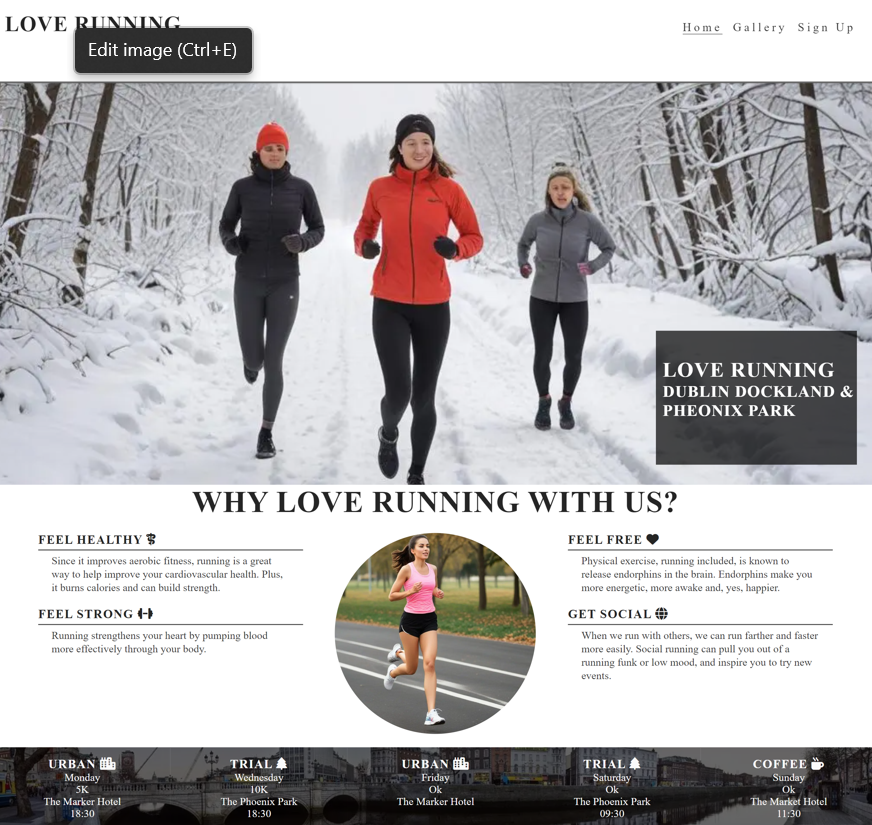 LOVE RUNNING
Edit image (Ctrl+E)
Home Gallery Sign Up
LOVE RUNNING
DUBLIN DOCKLAND &
PHEONIX PARK
WHY LOVE RUNNING WITH US?
FEEL HEALTHY
Since it improves aerobic fitness, running is a great
way to help improve your cardiovascular health. Plus,
it burns calories and can build strength.
FEEL STRONG
Running strengthens your heart by pumping blood
more effectively through your body.
FEEL FREE
Physical exercise, running included, is known to
release endorphins in the brain. Endorphins make you
more energetic, more awake and, yes, happier.
GET SOCIAL
When we run with others, we can run farther and faster
more easily. Social running can pull you out of a
running funk or low mood, and inspire you to try new
events.
URBAN
Monday
5K
The Marker Hotel
18:30
TRIAL
Wednesday
10K
The Phoenix Park
18:30
URBAN
Friday
Ok
The Marker Hotel
TRIAL
Saturday
Ok
The Phoenix Park
09:30
COFFEE
Sunday
Ok
The Market Hotel
11:30